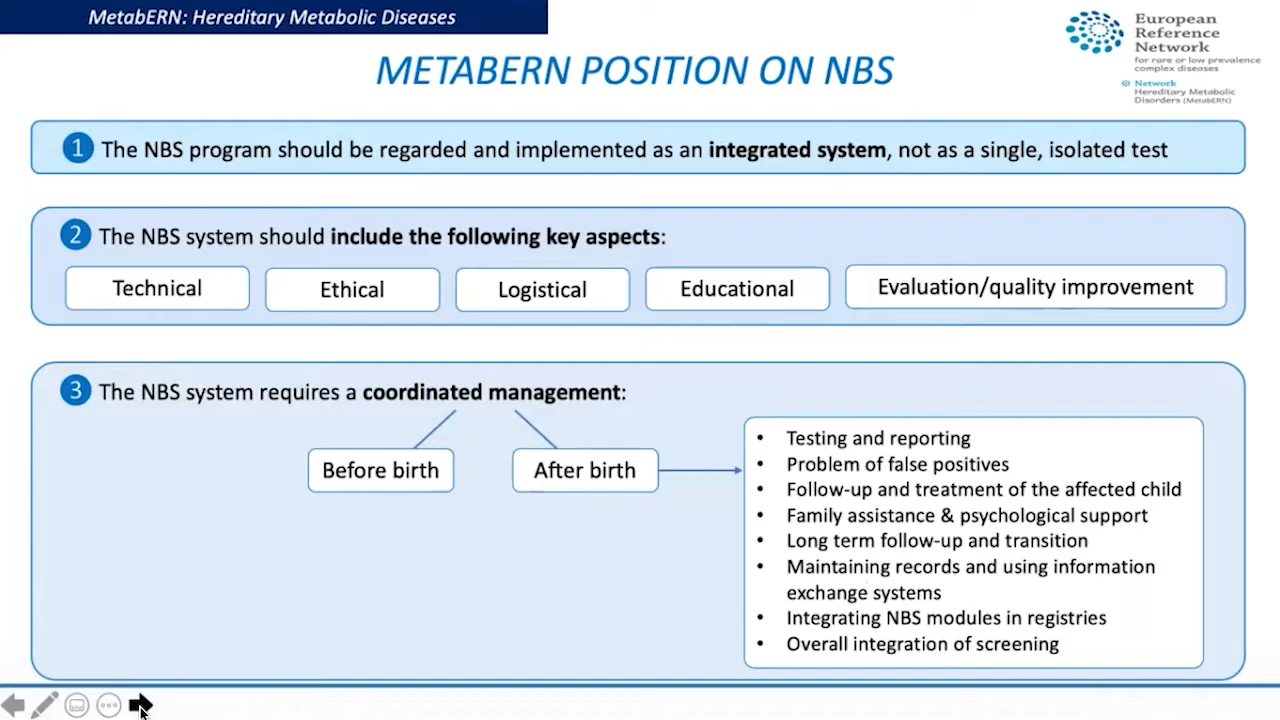 MetabERN: Hereditary Metabolic Diseases
European
Reference
Network
for rare or low prevalence
complex diseases
Network
Hereditary Metabolic
Disorders (MetabERN)
METABERN POSITION ON NBS
1 The NBS program should be regarded and implemented as an integrated system, not as a single, isolated test
2 The NBS system should include the following key aspects:
Technical
Ethical
Logistical
Educational
Evaluation/quality improvement
3 The NBS system requires a coordinated management:
Before birth
After birth
• Testing and reporting
• Problem of false positives
• Follow-up and treatment of the affected child
• Family assistance & psychological support
• Long term follow-up and transition
• Maintaining records and using information
exchange systems
• Integrating NBS modules in registries
• Overall integration of screening